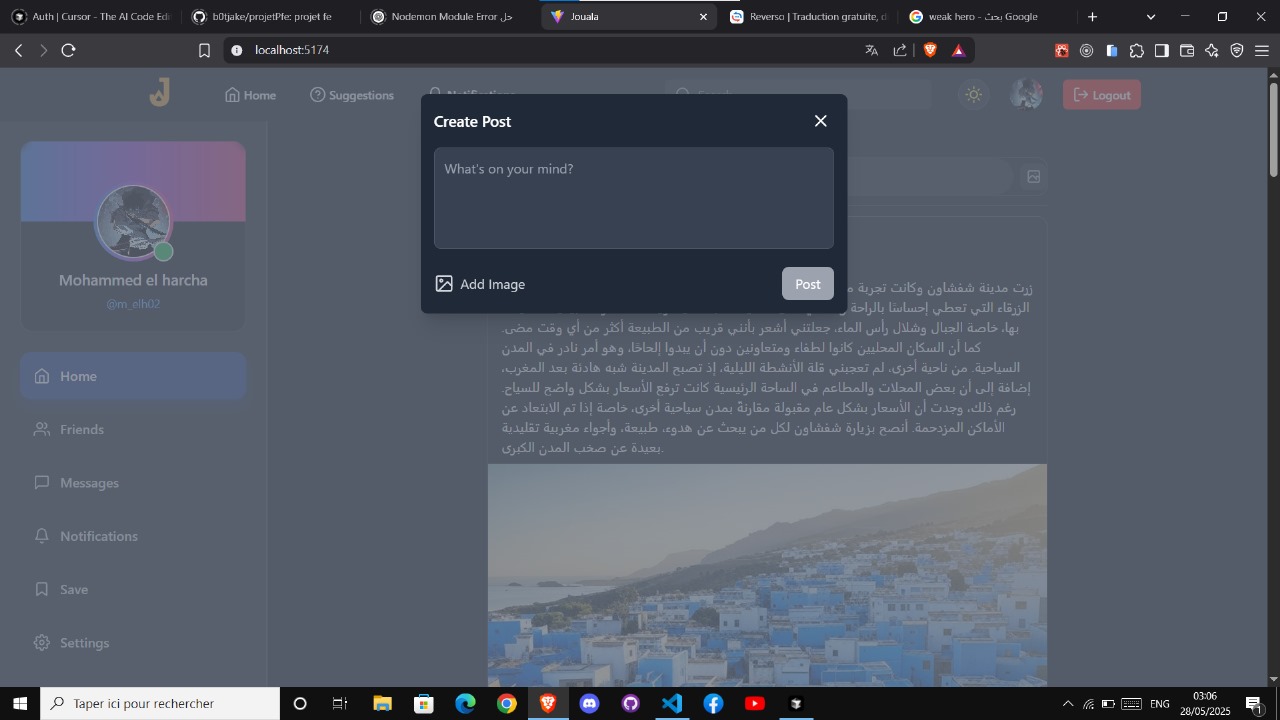 Auth | Cursor - The AI Code Edi
b0tjake/projetPfe: projet fe
Nodemon Module Error حل
Jouala
Reverso | Traduction gratuite, d
weak hero - بحث Google
localhost:5174
J
Home
Suggestions
Notifications
Logout
Create Post
What's on your mind?
Add Image
Post
Mohammed el harcha
@m_elh02
Home
Friends
Messages
Notifications
Save
Settings
زرت مدينة شفشاون وكانت تجربة
الزرقاء التي تعطي إحساسًا بالراحة
بها، خاصة الجبال وشلال رأس الماء، جعلتني أشعر بأنني قريب من الطبيعة أكثر من أي وقت مضى.
كما أن السكان المحليين كانوا لطفاء ومتعاونين دون أن يبدوا إلحاحًا، وهو أمر نادر في المدن
السياحية. من ناحية أخرى، لم تعجبني قلة الأنشطة الليلية، إذ تصبح المدينة شبه هادئة بعد المغرب،
إضافة إلى أن بعض المحلات والمطاعم في الساحة الرئيسية كانت ترفع الأسعار بشكل واضح للسياح.
رغم ذلك، وجدت أن الأسعار بشكل عام مقبولة مقارنةً بمدن سياحية أخرى، خاصة إذا تم الابتعاد عن
الأماكن المزدحمة. أنصح بزيارة شفشاون لكل من يبحث عن هدوء، طبيعة، وأجواء مغربية تقليدية
بعيدة عن صخب المدن الكبرى.
Taper ici pour rechercher
ENG
03:06
28/05/2025